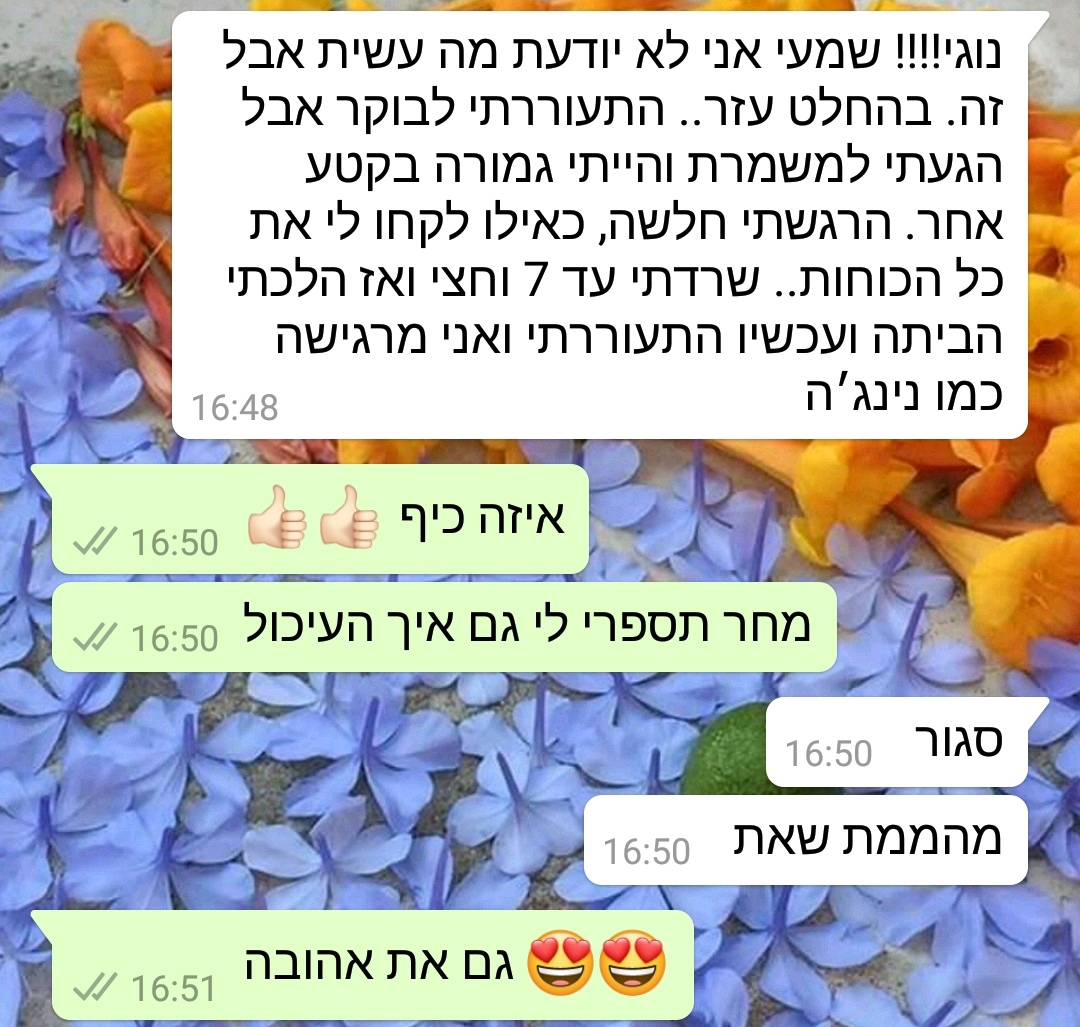 נוגי!!!! שמעי אני לא יודעת מה עשית אבל
זה. בהחלט עזר.. התעוררתי לבוקר אבל
הגעתי למשמרת והייתי גמורה בקטע
אחר. הרגשתי חלשה, כאילו לקחו לי את
כל הכוחות.. שרדתי עד 7 וחצי ואז הלכתי
הביתה ועכשיו התעוררתי ואני מרגישה
כמו נינג׳ה
16:48
איזה כיף 👍🏻👍🏻
16:50
מחר תספרי לי גם איך העיכול
16:50
סגור
16:50
מהממת שאת
16:50
😍😍 גם את אהובה
16:51